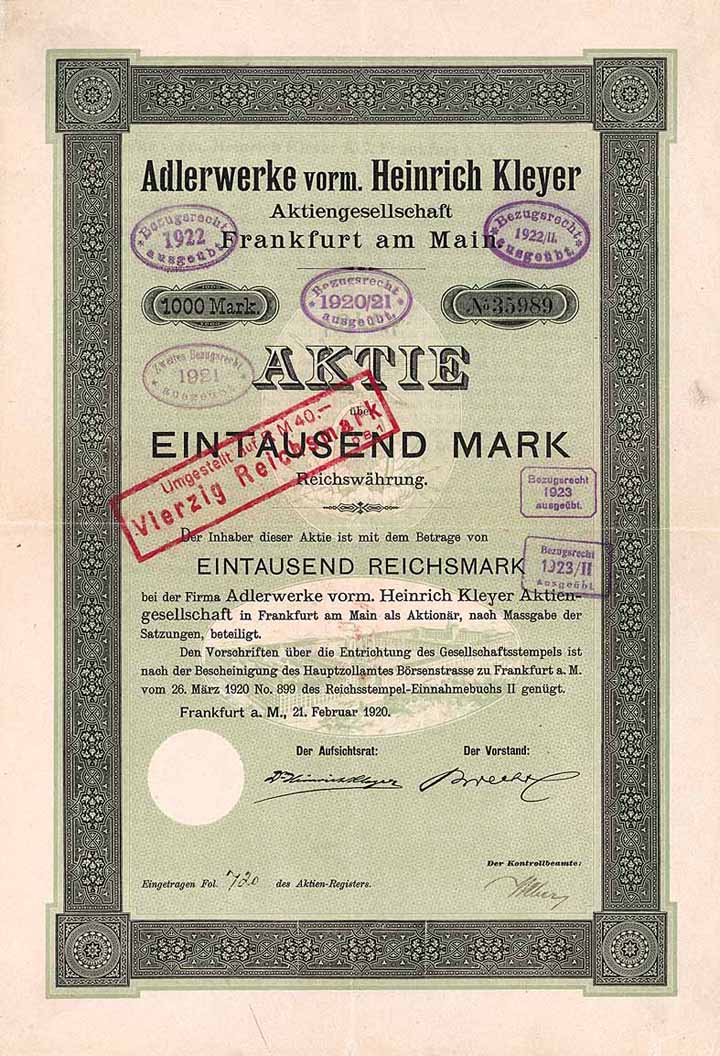 Adlerwerke vorm. Heinrich Kleyer
Aktiengesellschaft
Frankfurt am Main.
Bezugsrecht
1922
ausgeübt
Bezugsrecht
1922/II.
ausgeübt.
Bezugsrecht
1920/21
ausgeübt.
1000 Mark.
No 35989
Zweites Bezugsrecht
1921
ausgeübt
AKTIE
über
EINTAUSEND MARK
Reichswährung.
Umgestellt auf M 40.—
Vierzig Reichsmark
Bezugsrecht
1923
ausgeübt.
Bezugsrecht
1923/II
ausgeübt.
Der Inhaber dieser Aktie ist mit dem Betrage von
EINTAUSEND REICHSMARK
bei der Firma Adlerwerke vorm. Heinrich Kleyer Aktien-
gesellschaft in Frankfurt am Main als Aktionär, nach Massgabe der
Satzungen, beteiligt.
Den Vorschriften über die Entrichtung des Gesellschaftsstempels ist
nach der Bescheinigung des Hauptzollamtes Börsenstrasse zu Frankfurt a. M.
vom 26. März 1920 No. 899 des Reichsstempel-Einnahmebuchs II genügt.
Frankfurt a. M., 21. Februar 1920.
Der Aufsichtsrat:
Der Vorstand:
Dr Heinrich Kleyer
Der Kontrollbeamte:
Eingetragen Fol. 720 des Aktien-Registers.